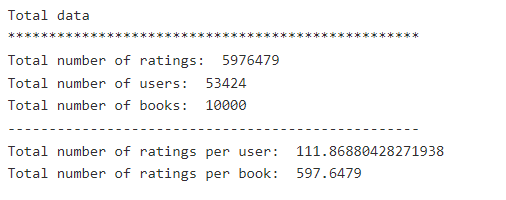 Total data
**************************************************
Total number of ratings:  5976479
Total number of users:  53424
Total number of books:  10000
--------------------------------------------------
Total number of ratings per user:  111.86880428271938
Total number of ratings per book:  597.6479